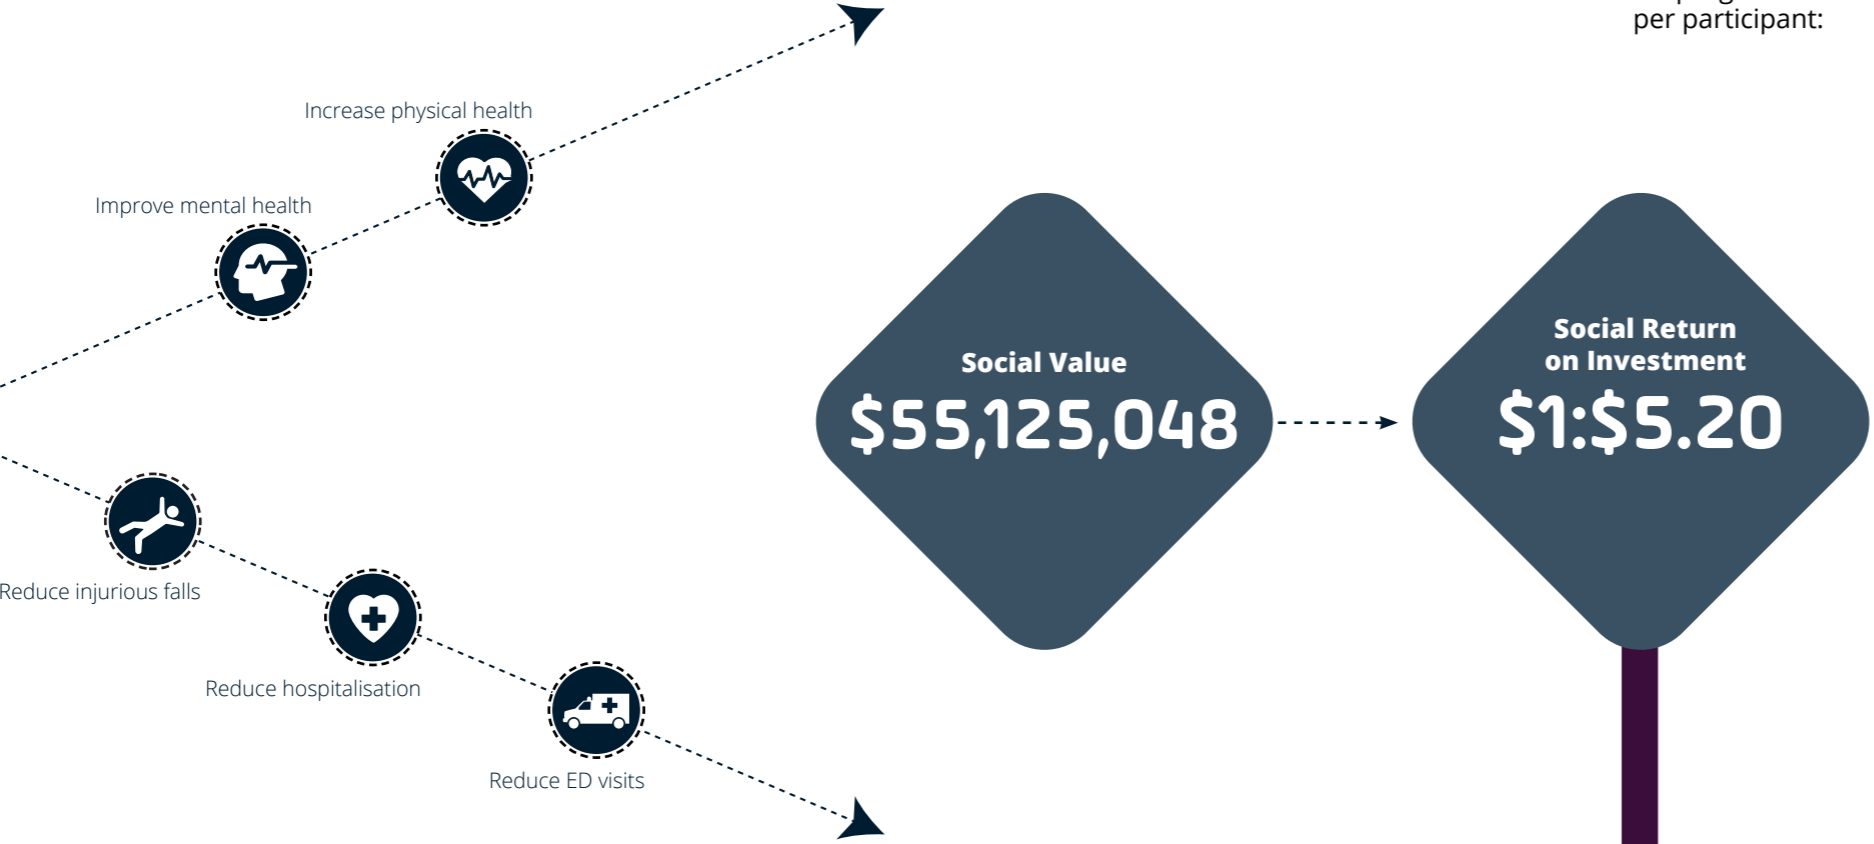 per participant:
Increase physical health
Improve mental health
Social Value
$55,125,048
Social Return
on Investment
$1:$5.20
Reduce injurious falls
Reduce hospitalisation
Reduce ED visits